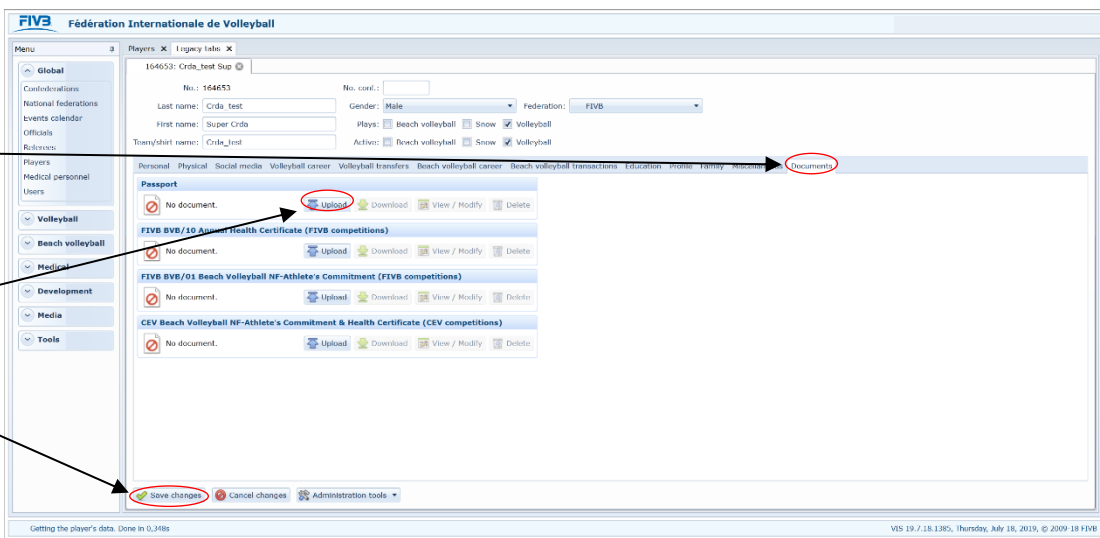 FIVB Fédération Internationale de Volleyball
Menu
Players X Legacy tabs X
164653: Crda_test Sup
Global
Confederations
National federations
Events calendar
Officials
Referees
Players
Medical personnel
Users
Volleyball
Beach volleyball
Medical
Development
Media
Tools
No.: 164653 No. conf.:
Last name: Crda_test Gender: Male Federation: FIVB
First name: Super Crda Plays: Beach volleyball Snow Volleyball
Team/shirt name: Crda_test Active: Beach volleyball Snow Volleyball
Personal Physical Social media Volleyball career Volleyball transfers Beach volleyball career Beach volleyball transactions Education Profile Family Miscellaneous Documents
Passport
No document. Upload Download View / Modify Delete
FIVB BVB/10 Annual Health Certificate (FIVB competitions)
No document. Upload Download View / Modify Delete
FIVB BVB/01 Beach Volleyball NF-Athlete's Commitment (FIVB competitions)
No document. Upload Download View / Modify Delete
CEV Beach Volleyball NF-Athlete's Commitment & Health Certificate (CEV competitions)
No document. Upload Download View / Modify Delete
Save changes Cancel changes Administration tools
Getting the player's data. Done in 0,348s VIS 19.7.18.1385, Thursday, July 18, 2019, © 2009-18 FIVB